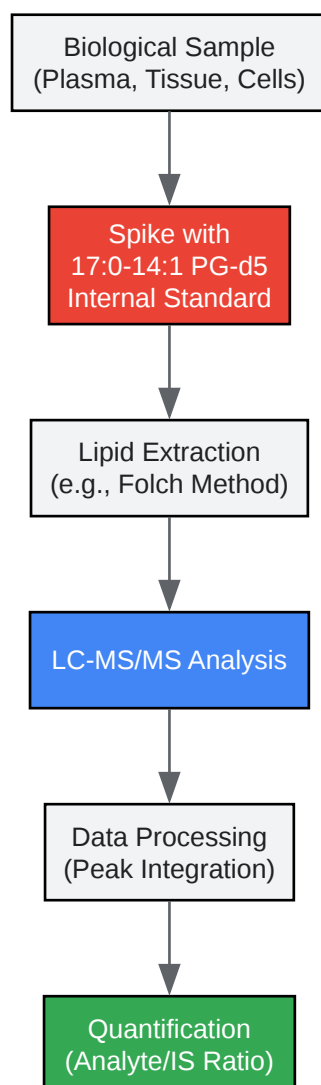 Biological Sample
(Plasma, Tissue, Cells)
Spike with
17:0-14:1 PG-d5
Internal Standard
Lipid Extraction
(e.g., Folch Method)
LC-MS/MS Analysis
Data Processing
(Peak Integration)
Quantification
(Analyte/IS Ratio)